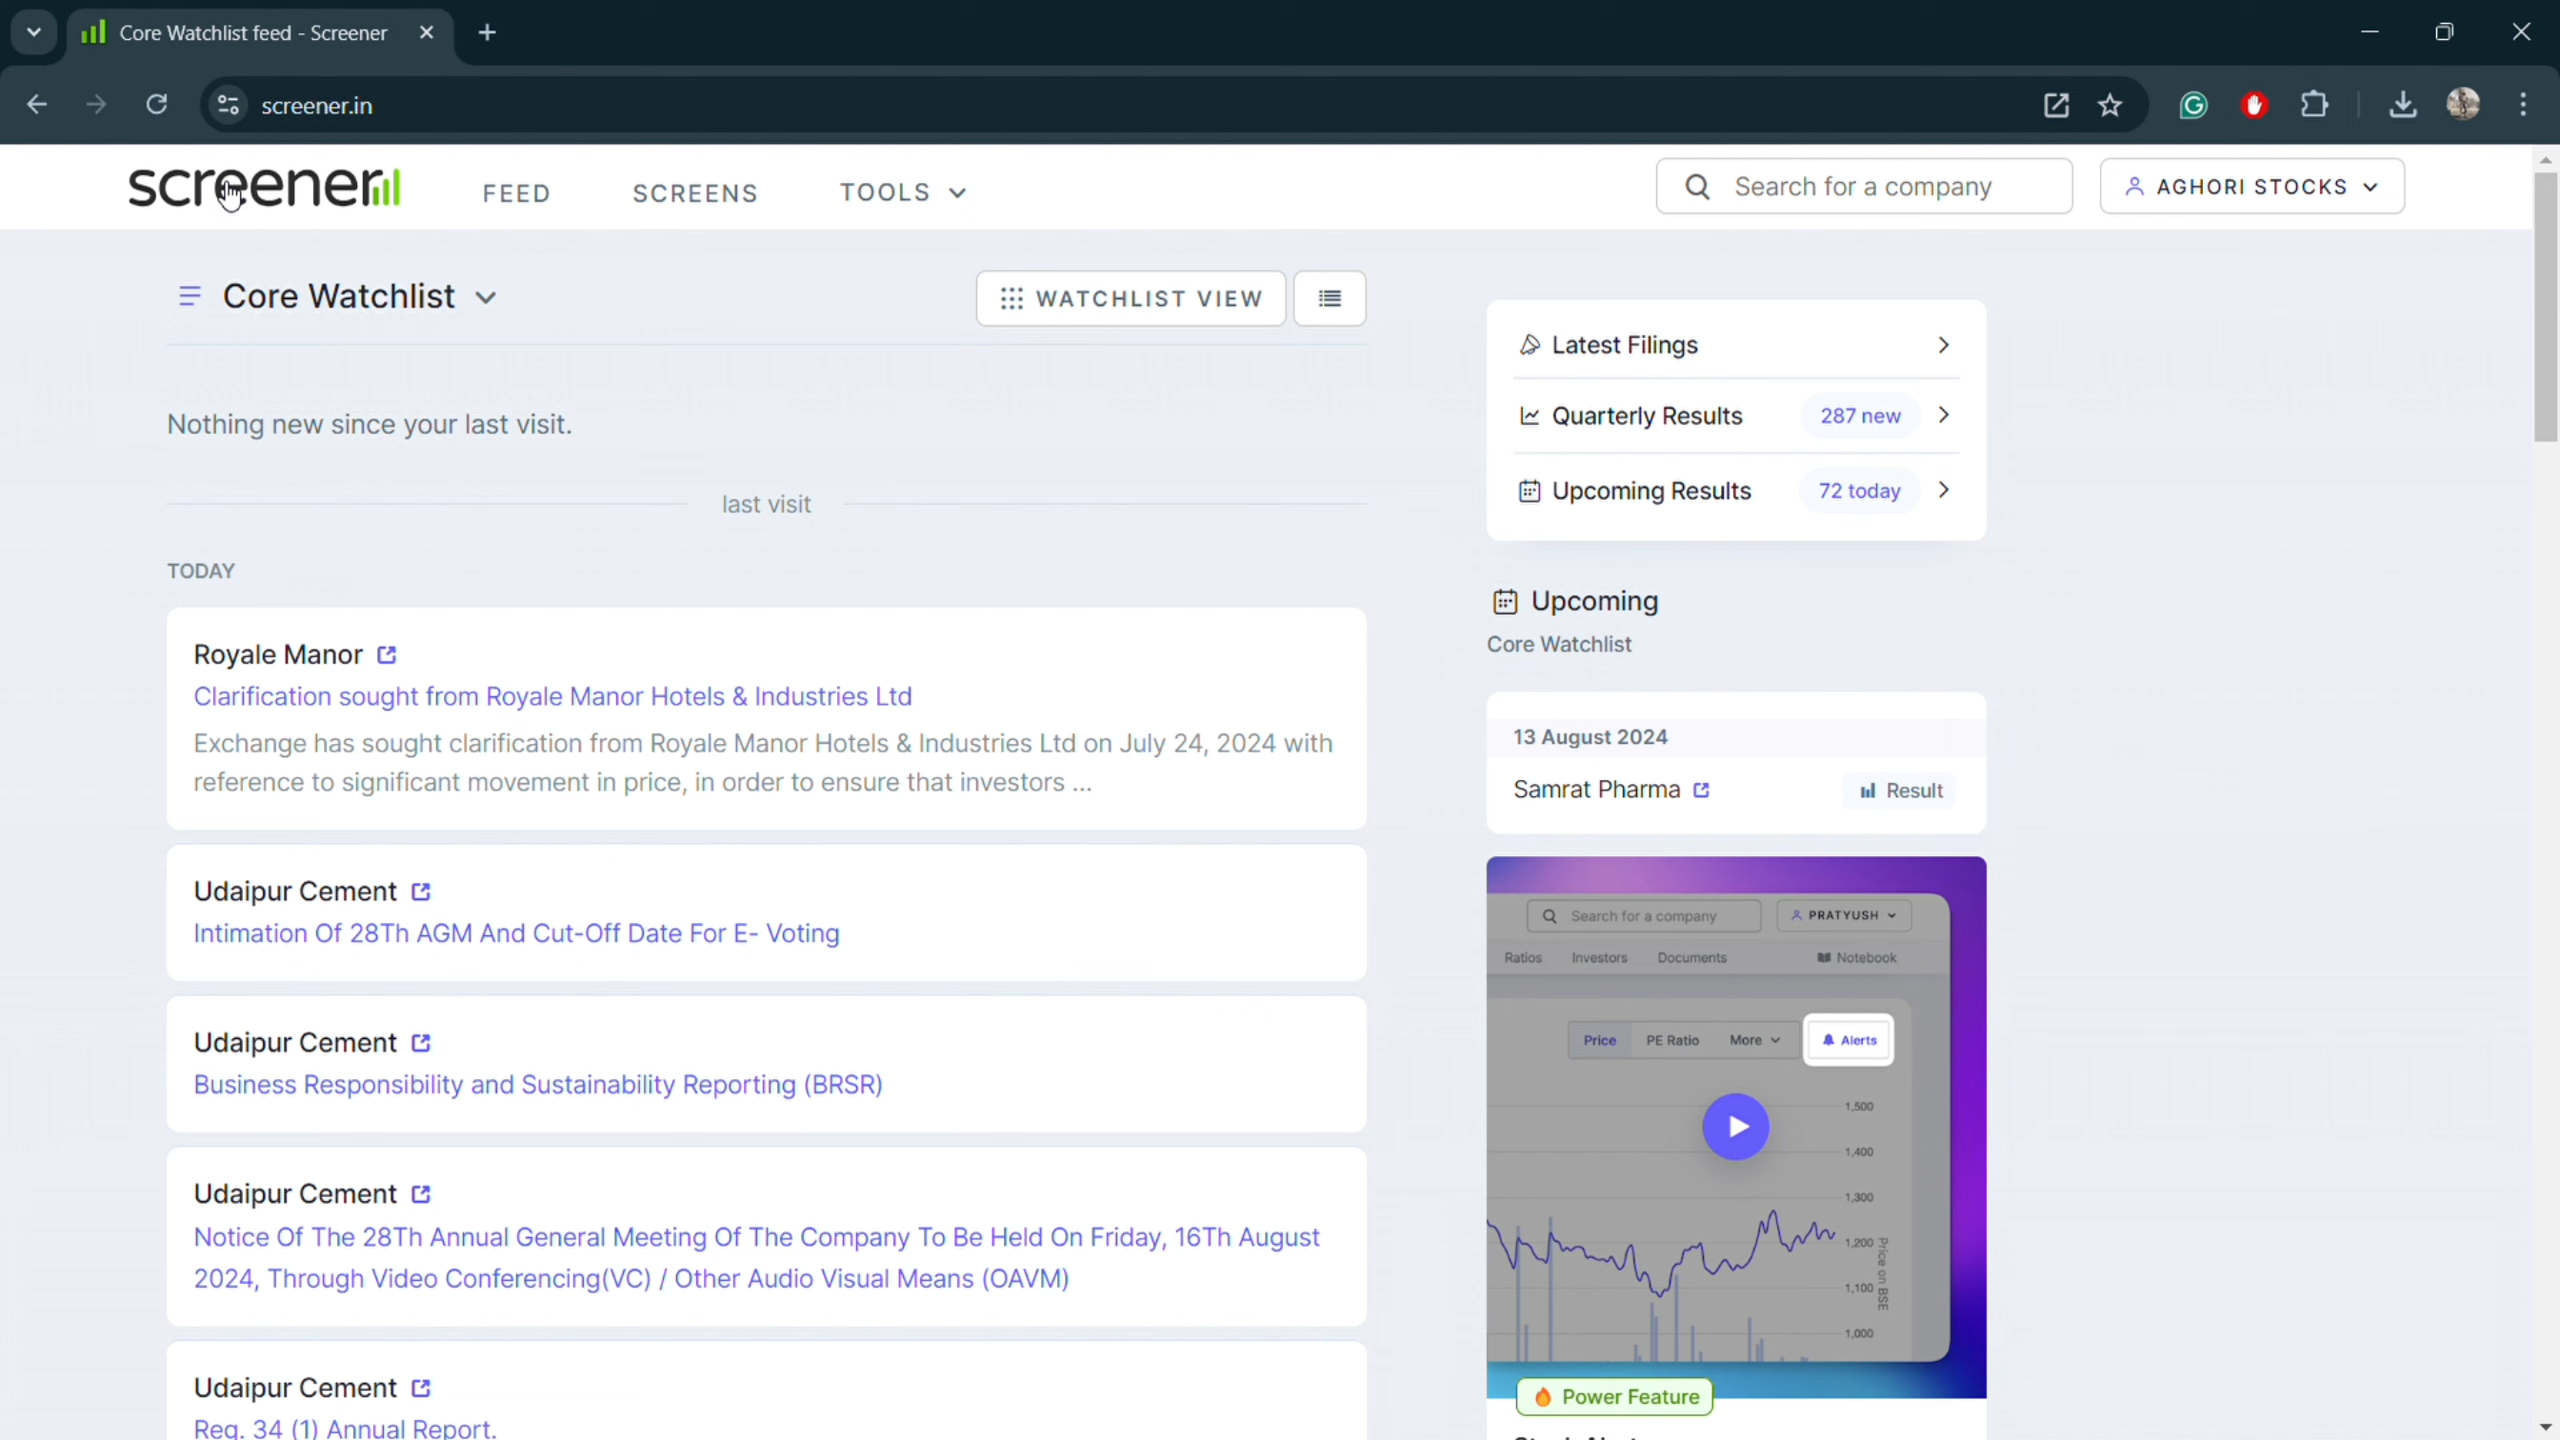 Core Watchlist feed - Screener
screener.in
screener
FEED
SCREENS
TOOLS
Search for a company
AGHORI STOCKS
Core Watchlist
WATCHLIST VIEW
Nothing new since your last visit.
last visit
TODAY
Royale Manor
Clarification sought from Royale Manor Hotels & Industries Ltd
Exchange has sought clarification from Royale Manor Hotels & Industries Ltd on July 24, 2024 with
reference to significant movement in price, in order to ensure that investors ...
Udaipur Cement
Intimation Of 28Th AGM And Cut-Off Date For E- Voting
Udaipur Cement
Business Responsibility and Sustainability Reporting (BRSR)
Udaipur Cement
Notice Of The 28Th Annual General Meeting Of The Company To Be Held On Friday, 16Th August
2024, Through Video Conferencing(VC) / Other Audio Visual Means (OAVM)
Udaipur Cement
Reg. 34 (1) Annual Report.
Latest Filings
Quarterly Results 287 new
Upcoming Results 72 today
Upcoming
Core Watchlist
13 August 2024
Samrat Pharma Result
Search for a company PRATYUSH
Ratios Investors Documents Notebook
Price PE Ratio More Alerts
1,500
1,400
1,300
1,200
1,100
1,000
Price on BSE
Power Feature